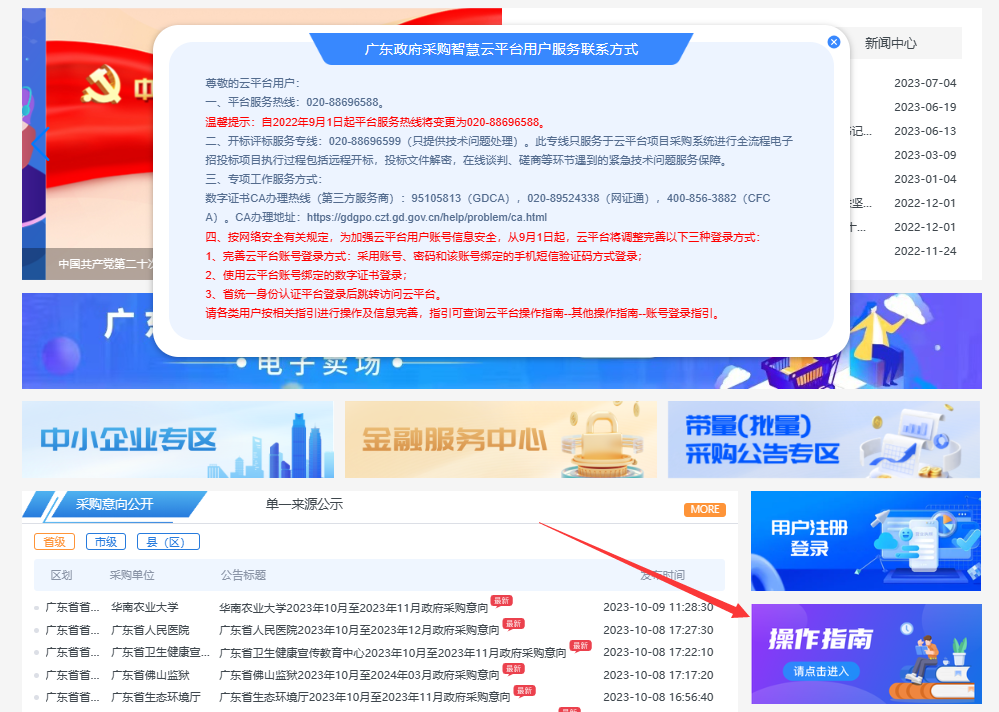 广东政府采购智慧云平台用户服务联系方式
尊敬的云平台用户：
一、平台服务热线：020-88696588。
温馨提示：自2022年9月1日起平台服务热线将变更为020-88696588。
二、开标评标服务专线：020-88696599（只提供技术问题处理）。此专线只服务于云平台项目采购系统进行全流程电子
招投标项目执行过程包括远程开标，投标文件解密，在线谈判、磋商等环节遇到的紧急技术问题服务保障。
三、专项工作服务方式：
数字证书CA办理热线（第三方服务商）：95105813（GDCA），020-89524338（网证通），400-856-3882（CFC
A）。CA办理地址：https://gdgpo.czt.gd.gov.cn/help/problem/ca.html
四、按网络安全有关规定，为加强云平台用户账号信息安全，从9月1日起，云平台将调整完善以下三种登录方式：
1、完善云平台账号登录方式：采用账号、密码和该账号绑定的手机短信验证码方式登录；
2、使用云平台账号绑定的数字证书登录；
3、省统一身份认证平台登录后跳转访问云平台。
请各类用户按相关指引进行操作及信息完善，指引可查询云平台操作指南--其他操作指南--账号登录指引。
新闻中心
2023-07-04
2023-06-19
记... 2023-06-13
2023-03-09
2023-01-04
坚... 2022-12-01
十... 2022-12-01
2022-11-24
中
中国共产党第二十次
广东
电子卖场
中小企业专区
金融服务中心
带量(批量)
采购公告专区
采购意向公开 单一来源公示 MORE
省级 市级 县（区）
区划 采购单位 公告标题 发布时间
广东省省... 华南农业大学 华南农业大学2023年10月至2023年11月政府采购意向 最新 2023-10-09 11:28:30
广东省省... 广东省人民医院 广东省人民医院2023年10月至2023年12月政府采购意向 最新 2023-10-08 17:27:30
广东省省... 广东省卫生健康宣... 广东省卫生健康宣传教育中心2023年10月至2023年11月政府采购意向 最新 2023-10-08 17:22:10
广东省省... 广东省佛山监狱 广东省佛山监狱2023年10月至2024年03月政府采购意向 最新 2023-10-08 17:17:20
广东省省... 广东省生态环境厅 广东省生态环境厅2023年10月至2023年11月政府采购意向 最新 2023-10-08 16:56:40
最新
用户注册
登录
操作指南
请点击进入